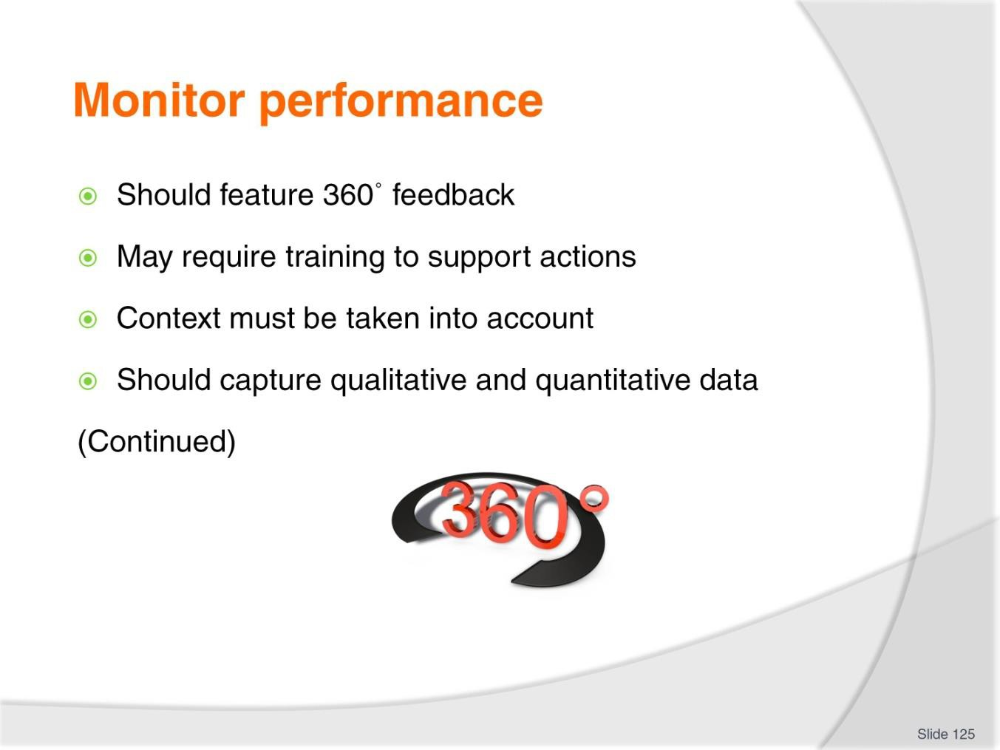 Monitor performance
Should feature 360° feedback
May require training to support actions
Context must be taken into account
Should capture qualitative and quantitative data
(Continued)
360°
Slide 125